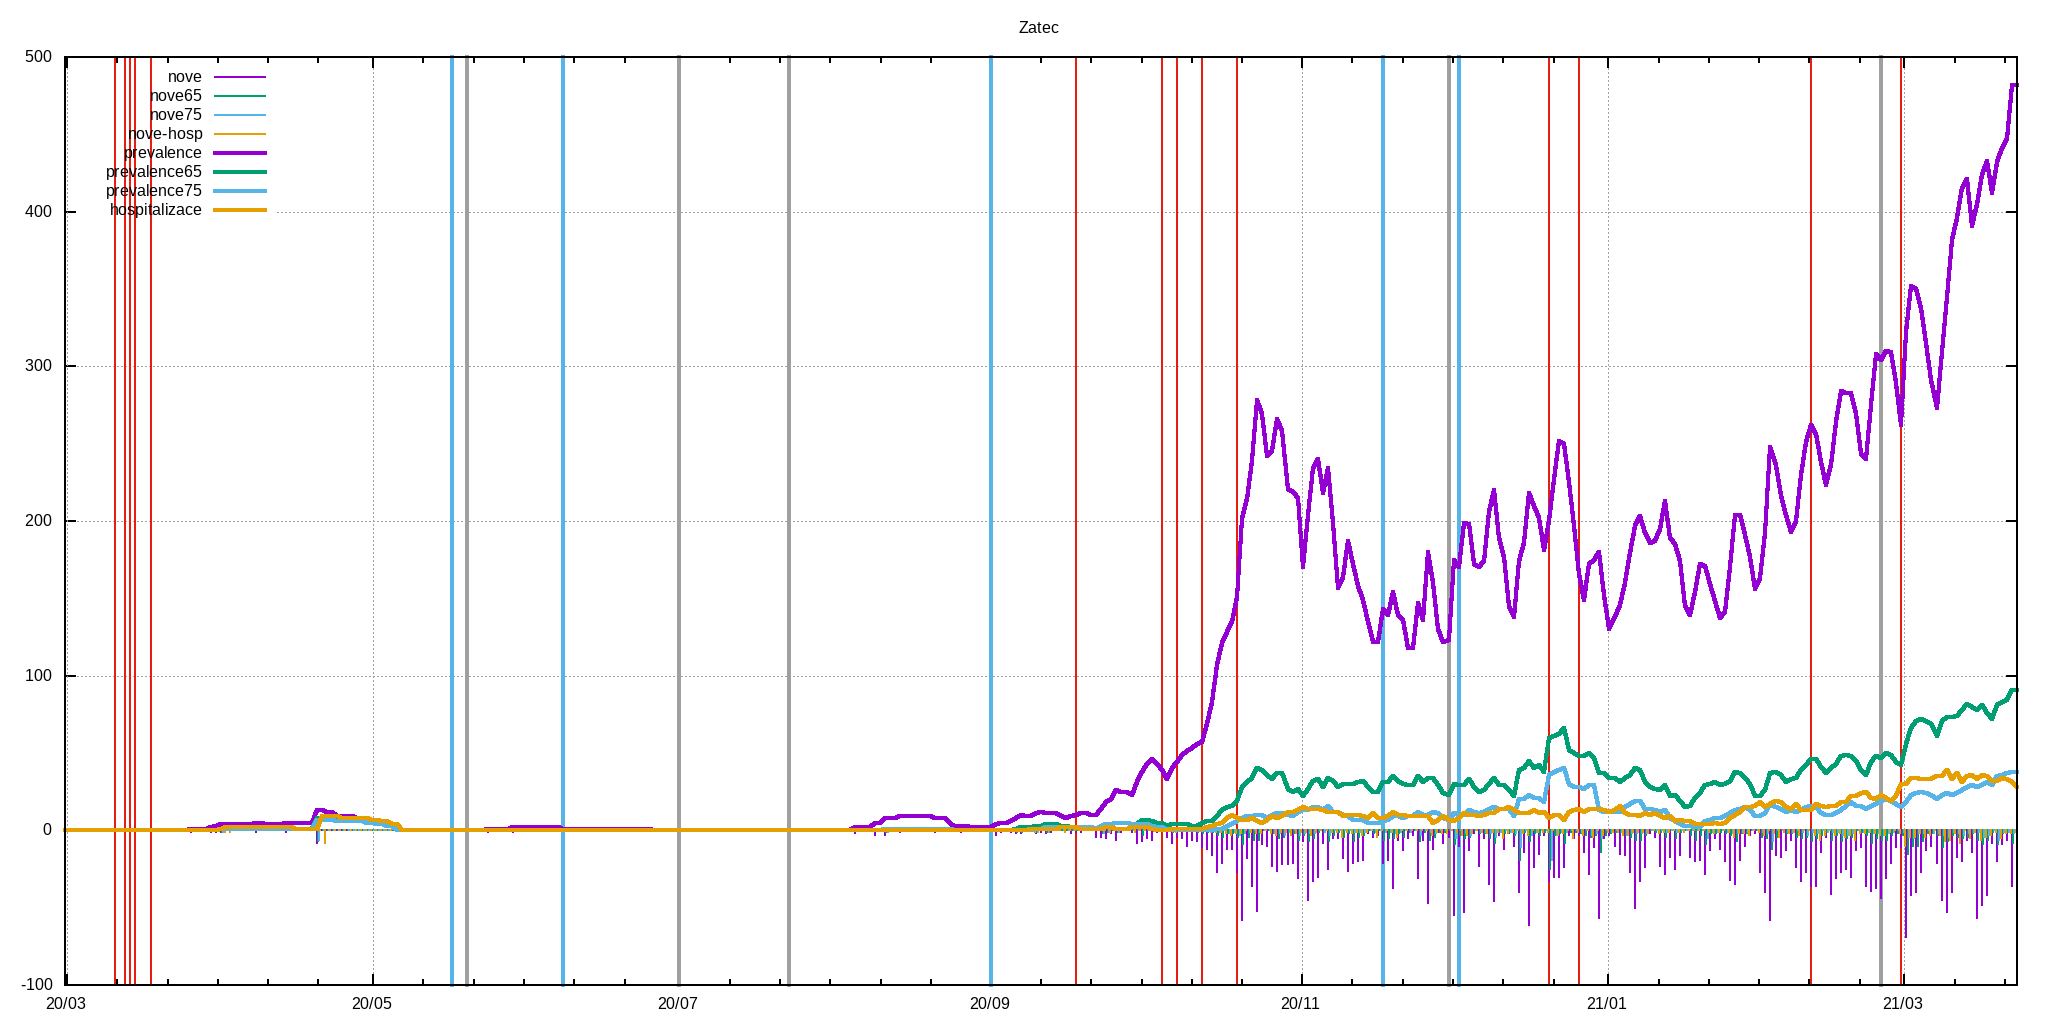 Zatec
500
nove
nove65
nove75
nove-hosp
prevalence
prevalence65
prevalence75
hospitalizace
400
300
200
100
0
-100
20/03 20/05 20/07 20/09 20/11 21/01 21/03